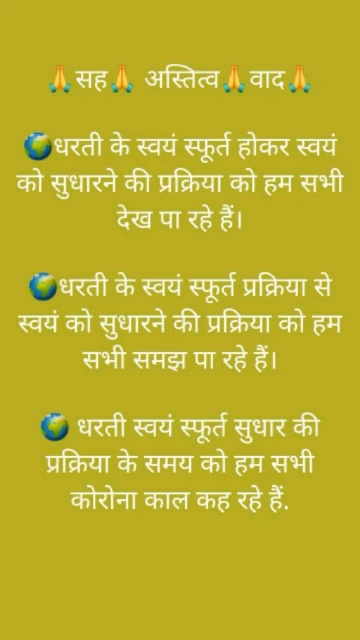 🙏सह🙏 अस्तित्व🙏वाद🙏
🌍धरती के स्वयं स्फूर्त होकर स्वयं
को सुधारने की प्रक्रिया को हम सभी
देख पा रहे हैं।
🌍धरती के स्वयं स्फूर्त प्रक्रिया से
स्वयं को सुधारने की प्रक्रिया को हम
सभी समझ पा रहे हैं।
🌍 धरती स्वयं स्फूर्त सुधार की
प्रक्रिया के समय को हम सभी
कोरोना काल कह रहे हैं.